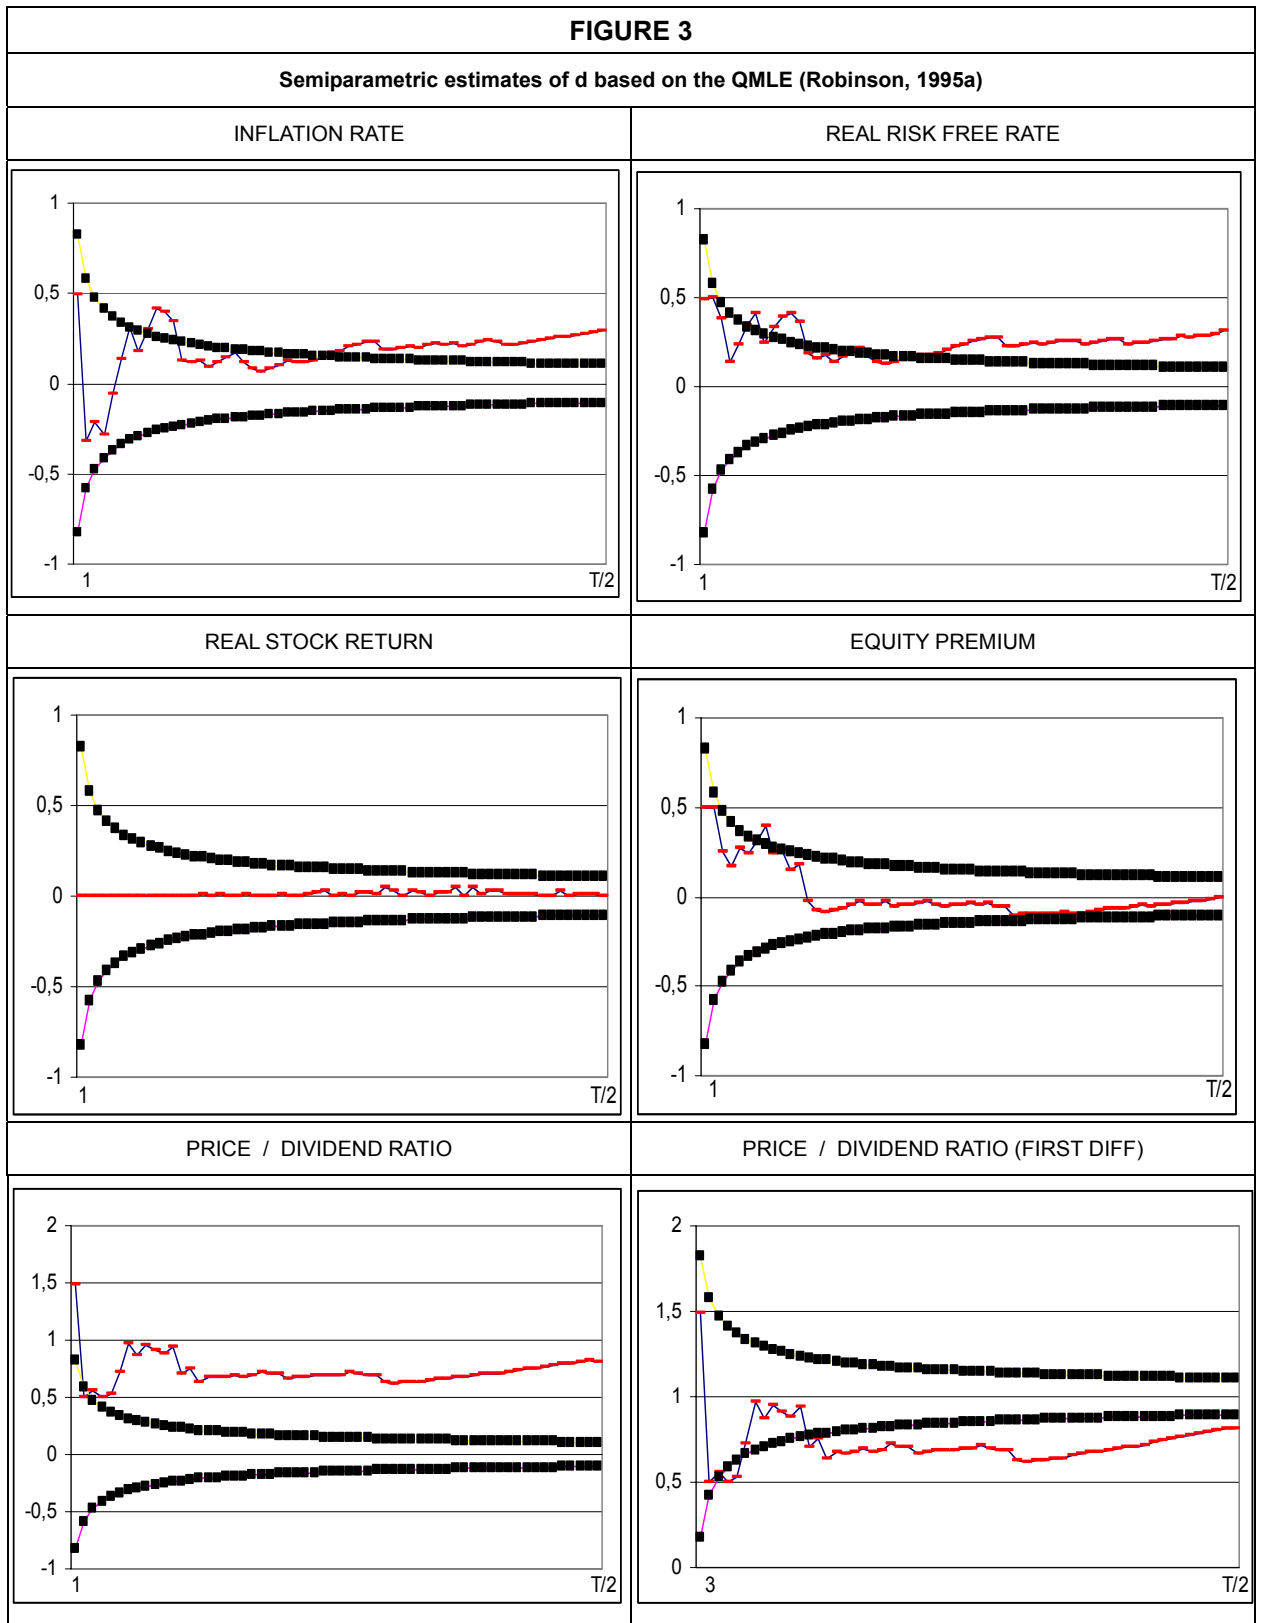 FIGURE 3
Semiparametric estimates of d based on the QMLE (Robinson, 1995a)
INFLATION RATE
REAL RISK FREE RATE
1
0,5
0
-0,5
-1
1
T/2
1
0,5
0
-0,5
-1
1
T/2
REAL STOCK RETURN
EQUITY PREMIUM
1
0,5
0
-0,5
-1
1
T/2
1
0,5
0
-0,5
-1
1
T/2
PRICE / DIVIDEND RATIO
PRICE / DIVIDEND RATIO (FIRST DIFF)
2
1,5
1
0,5
0
-0,5
-1
1
T/2
2
1,5
1
0,5
0
3
T/2